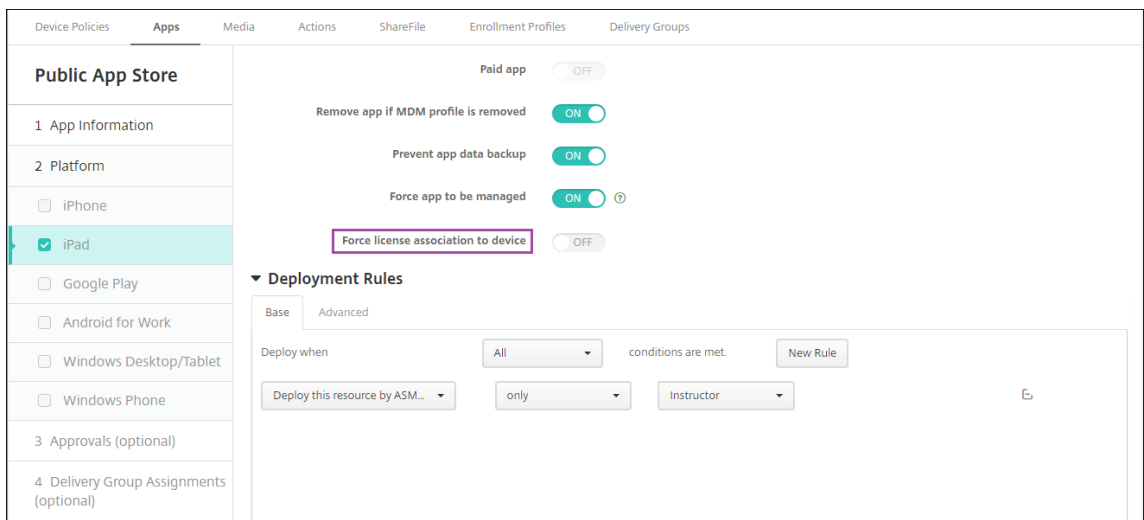 Device Policies Apps Media Actions ShareFile Enrollment Profiles Delivery Groups
Public App Store
1 App Information
2 Platform
iPhone
iPad
Google Play
Android for Work
Windows Desktop/Tablet
Windows Phone
3 Approvals (optional)
4 Delivery Group Assignments
(optional)
Paid app OFF
Remove app if MDM profile is removed ON
Prevent app data backup ON
Force app to be managed ON ?
Force license association to device OFF
Deployment Rules
Base Advanced
Deploy when All conditions are met. New Rule
Deploy this resource by ASM... only Instructor